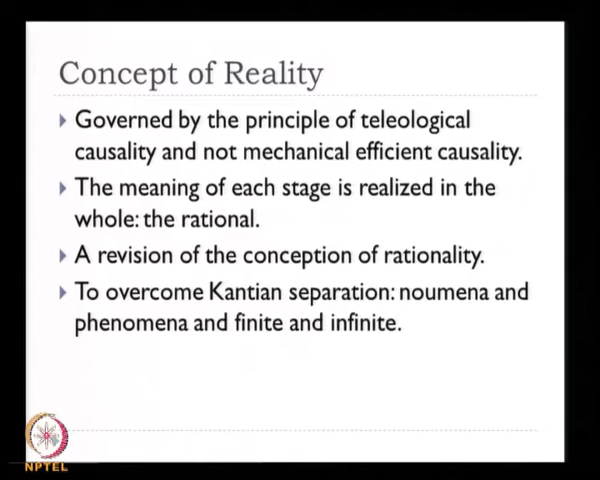 Concept of Reality
Governed by the principle of teleological
causality and not mechanical efficient causality.
The meaning of each stage is realized in the
whole: the rational.
A revision of the conception of rationality.
To overcome Kantian separation: noumena and
phenomena and finite and infinite.
NPTEL